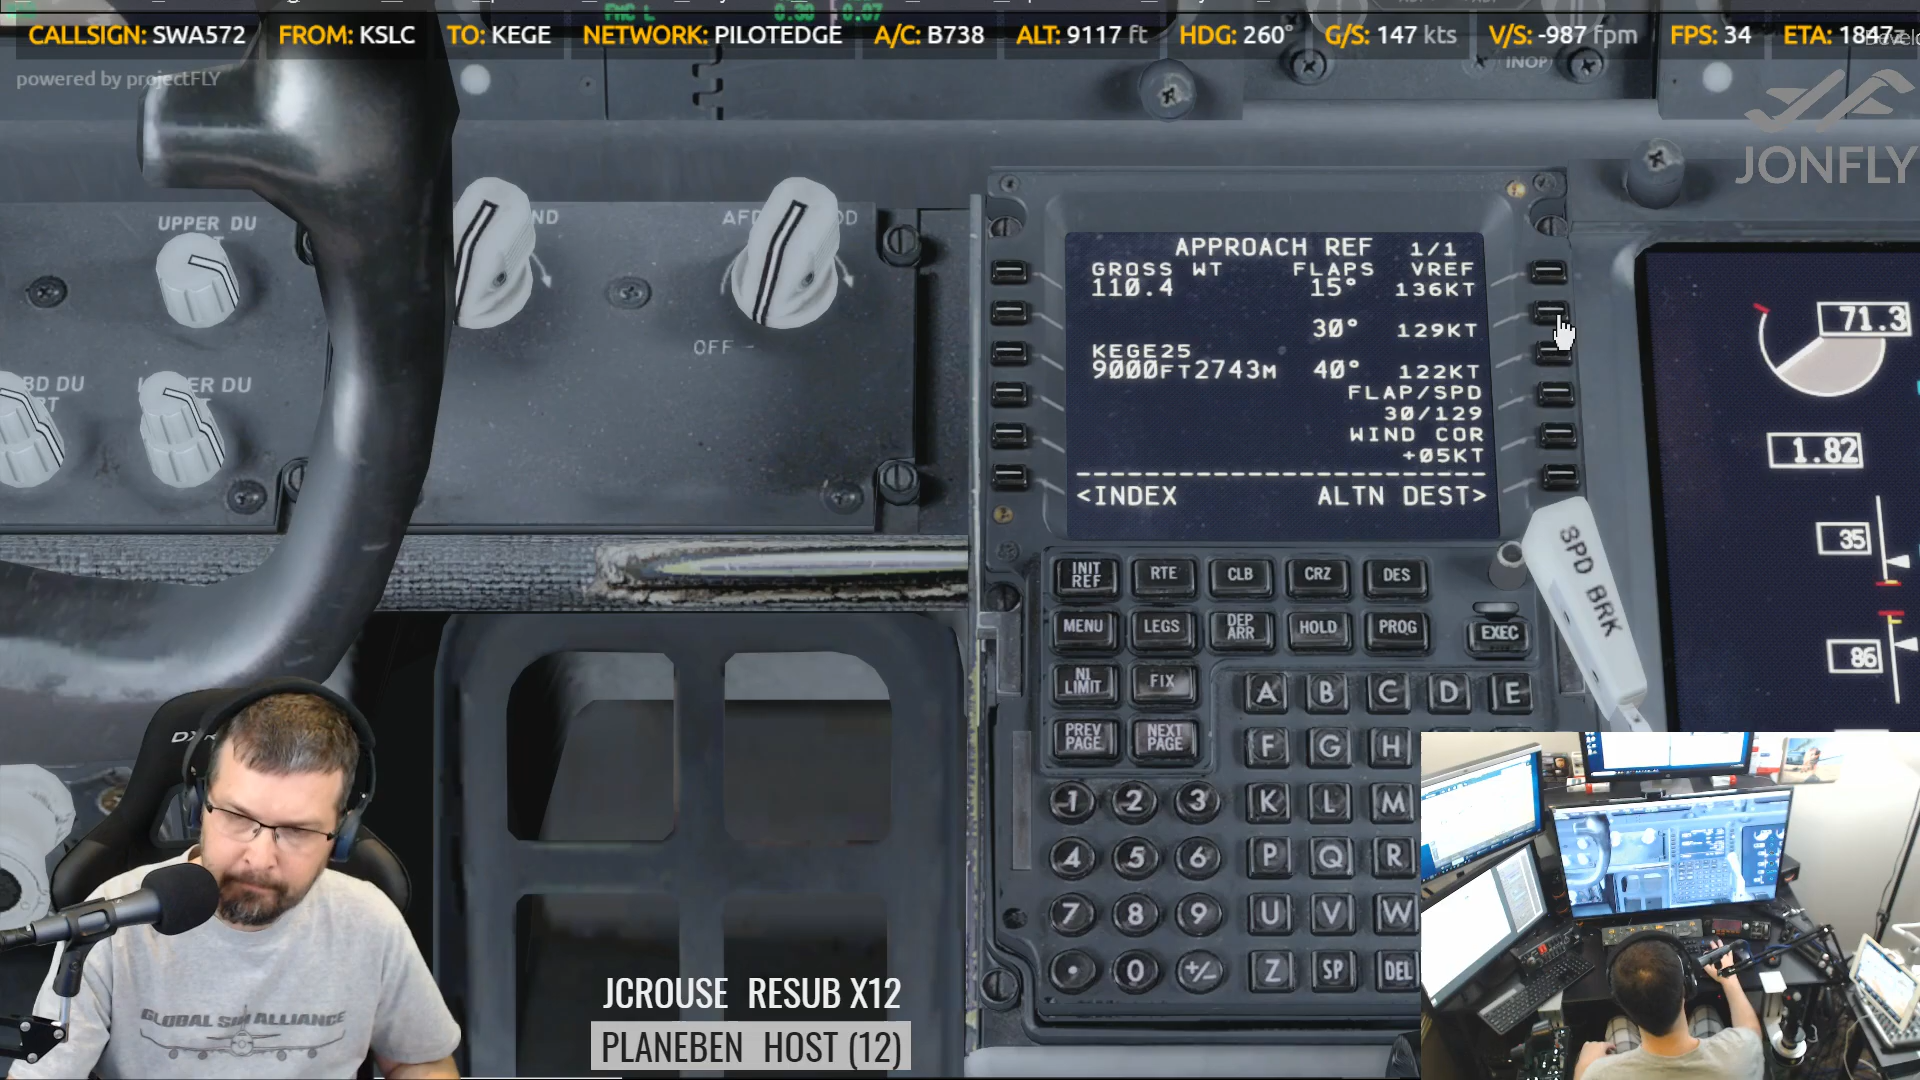 CALLSIGN: SWA572 FROM: KSLC TO: KEGE NETWORK: PILOTEDGE A/C: B738 ALT: 9117 ft HDG: 260° G/S: 147 kts V/S: -987 fpm FPS: 34 ETA: 1847z
powered by projectFLY
INOP
JONFLY
UPPER DU
OFF
APPROACH REF 1/1
GROSS WT FLAPS VREF
110.4 15° 136KT
30° 129KT
KEGE25
9000FT2743M 40° 122KT
FLAP/SPD
30/129
WIND COR
+05KT
<INDEX ALTN DEST>
71.3
1.82
35
86
SPD BRK
INIT REF RTE CLB CRZ DES
MENU LEGS DEP ARR HOLD PROG EXEC
N1 LIMIT FIX
A B C D E
PREV PAGE NEXT PAGE
F G H
1 2 3 K L M
4 5 6 P Q R
7 8 9 U V W
. 0 +/- Z SP DEL
GLOBAL SIM ALLIANCE
JCROUSE RESUB X12
PLANEBEN HOST (12)